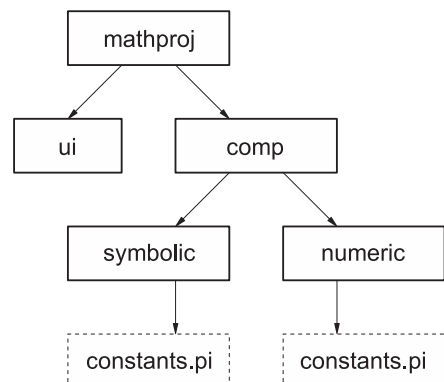 mathproj
ui
comp
symbolic
numeric
constants.pi
constants.pi